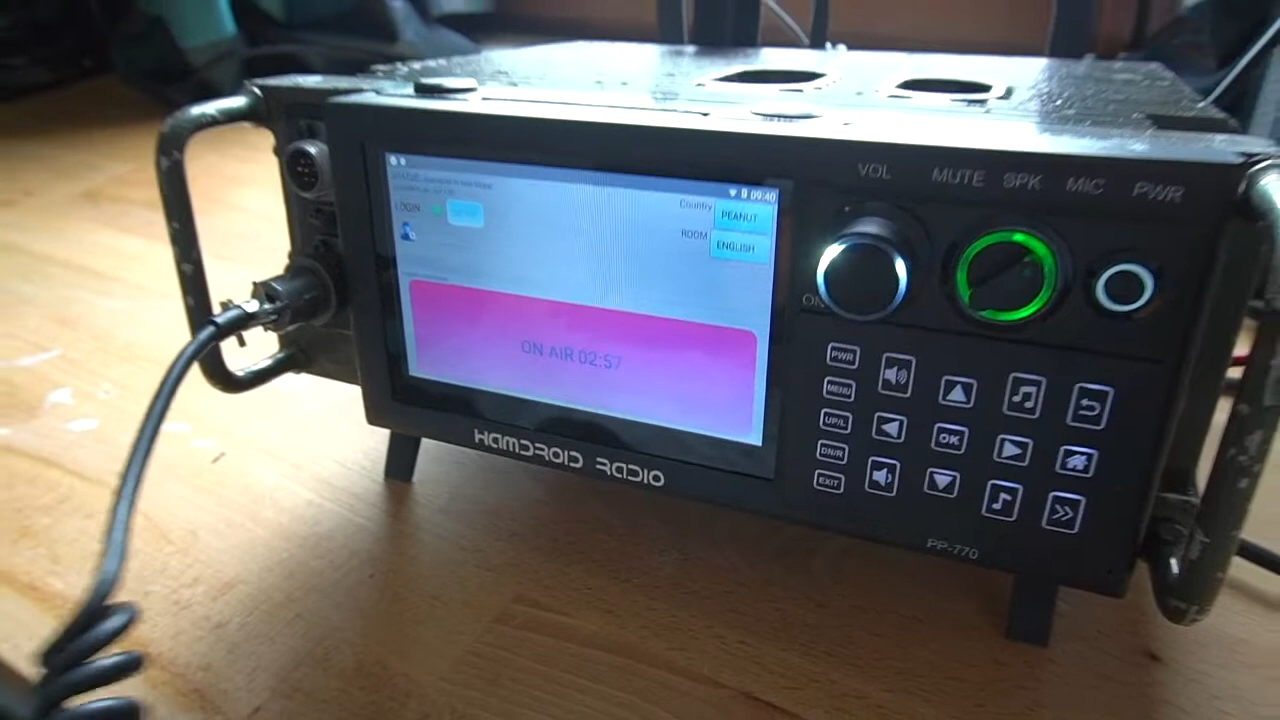 VOL MUTE SPK MIC PWR
09:40
LOGIN
Country PEANUT
ROOM ENGLISH
ON AIR 02:57
ON
PWR
MENU
UP/L
OK
DN/R
EXIT
HAMDROID RADIO
PP-770